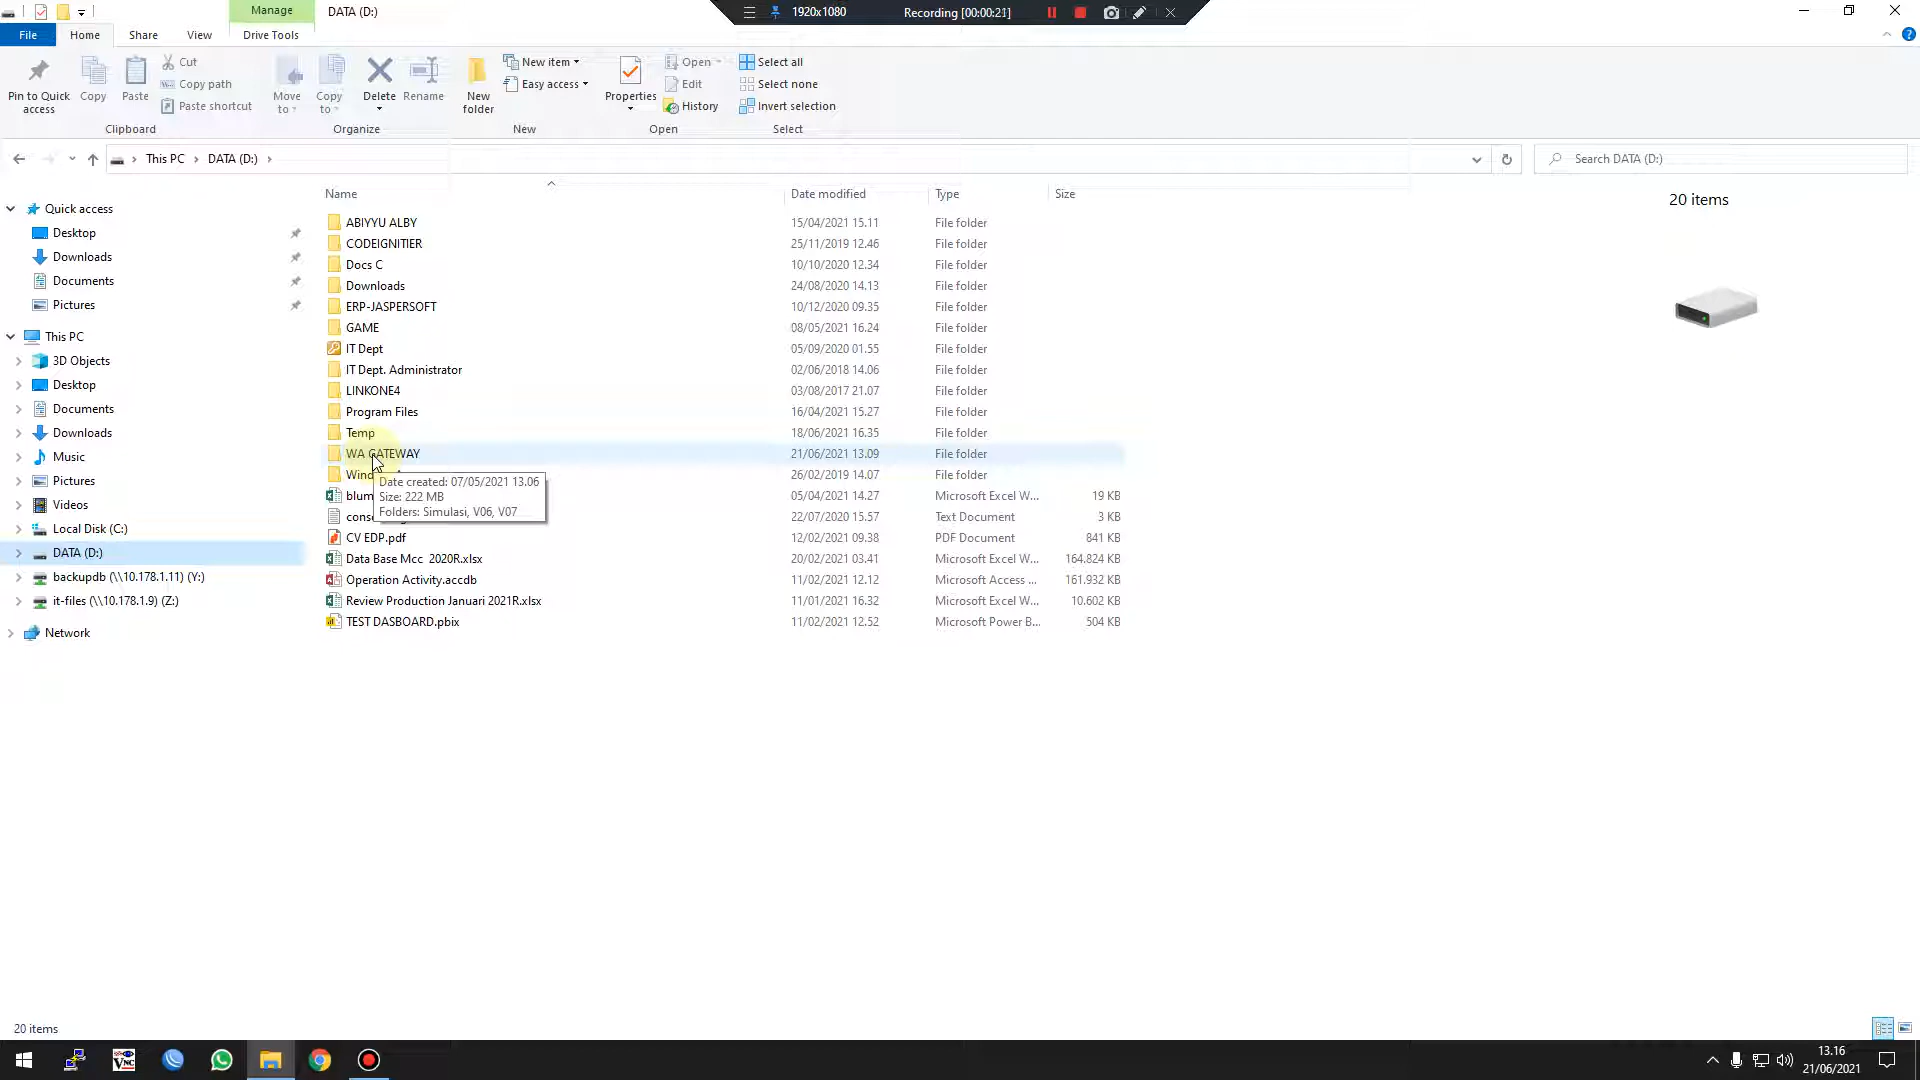 Manage
DATA (D:)
1920x1080
Recording [00:00:21]
File
Home
Share
View
Drive Tools
Pin to Quick access
Copy
Paste
Cut
Copy path
Paste shortcut
Clipboard
Move to
Copy to
Delete
Rename
Organize
New folder
New item
Easy access
New
Properties
Open
Edit
History
Open
Select all
Select none
Invert selection
Select
This PC
DATA (D:)
Search DATA (D:)
Quick access
Desktop
Downloads
Documents
Pictures
This PC
3D Objects
Desktop
Documents
Downloads
Music
Pictures
Videos
Local Disk (C:)
DATA (D:)
backupdb (\\10.178.1.11) (Y:)
it-files (\\10.178.1.9) (Z:)
Network
Name Date modified Type Size
ABIYYU ALBY 15/04/2021 15.11 File folder
CODEIGNITIER 25/11/2019 12.46 File folder
Docs C 10/10/2020 12.34 File folder
Downloads 24/08/2020 14.13 File folder
ERP-JASPERSOFT 10/12/2020 09.35 File folder
GAME 08/05/2021 16.24 File folder
IT Dept 05/09/2020 01.55 File folder
IT Dept. Administrator 02/06/2018 14.06 File folder
LINKONE4 03/08/2017 21.07 File folder
Program Files 16/04/2021 15.27 File folder
Temp 18/06/2021 16.35 File folder
WA GATEWAY 21/06/2021 13.09 File folder
26/02/2019 14.07 File folder
05/04/2021 14.27 Microsoft Excel W... 19 KB
22/07/2020 15.57 Text Document 3 KB
CV EDP.pdf 12/02/2021 09.38 PDF Document 841 KB
Data Base Mcc 2020R.xlsx 20/02/2021 03.41 Microsoft Excel W... 164.824 KB
Operation Activity.accdb 11/02/2021 12.12 Microsoft Access ... 161.932 KB
Review Production Januari 2021R.xlsx 11/01/2021 16.32 Microsoft Excel W... 10.602 KB
TEST DASBOARD.pbix 11/02/2021 12.52 Microsoft Power B... 504 KB
Date created: 07/05/2021 13.06
Size: 222 MB
Folders: Simulasi, V06, V07
20 items
20 items
13.16
21/06/2021